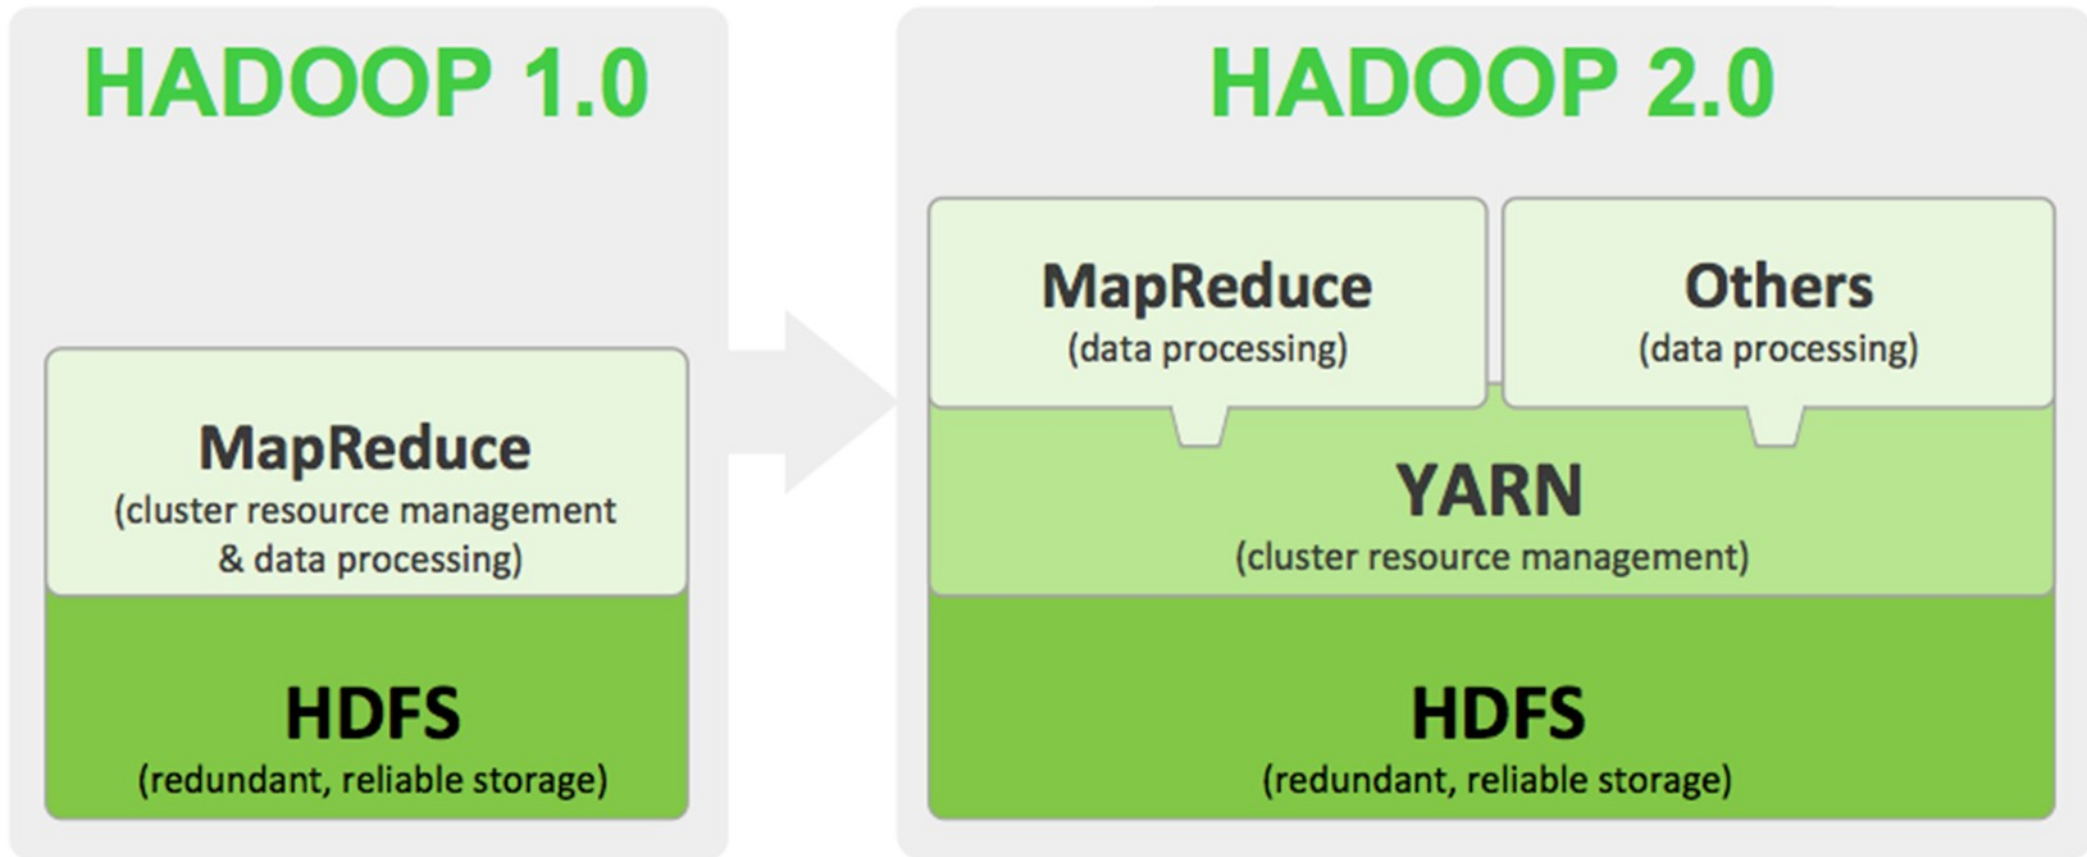 HADOOP 1.0
MapReduce
(cluster resource management
& data processing)
HDFS
(redundant, reliable storage)
HADOOP 2.0
MapReduce
(data processing)
Others
(data processing)
YARN
(cluster resource management)
HDFS
(redundant, reliable storage)